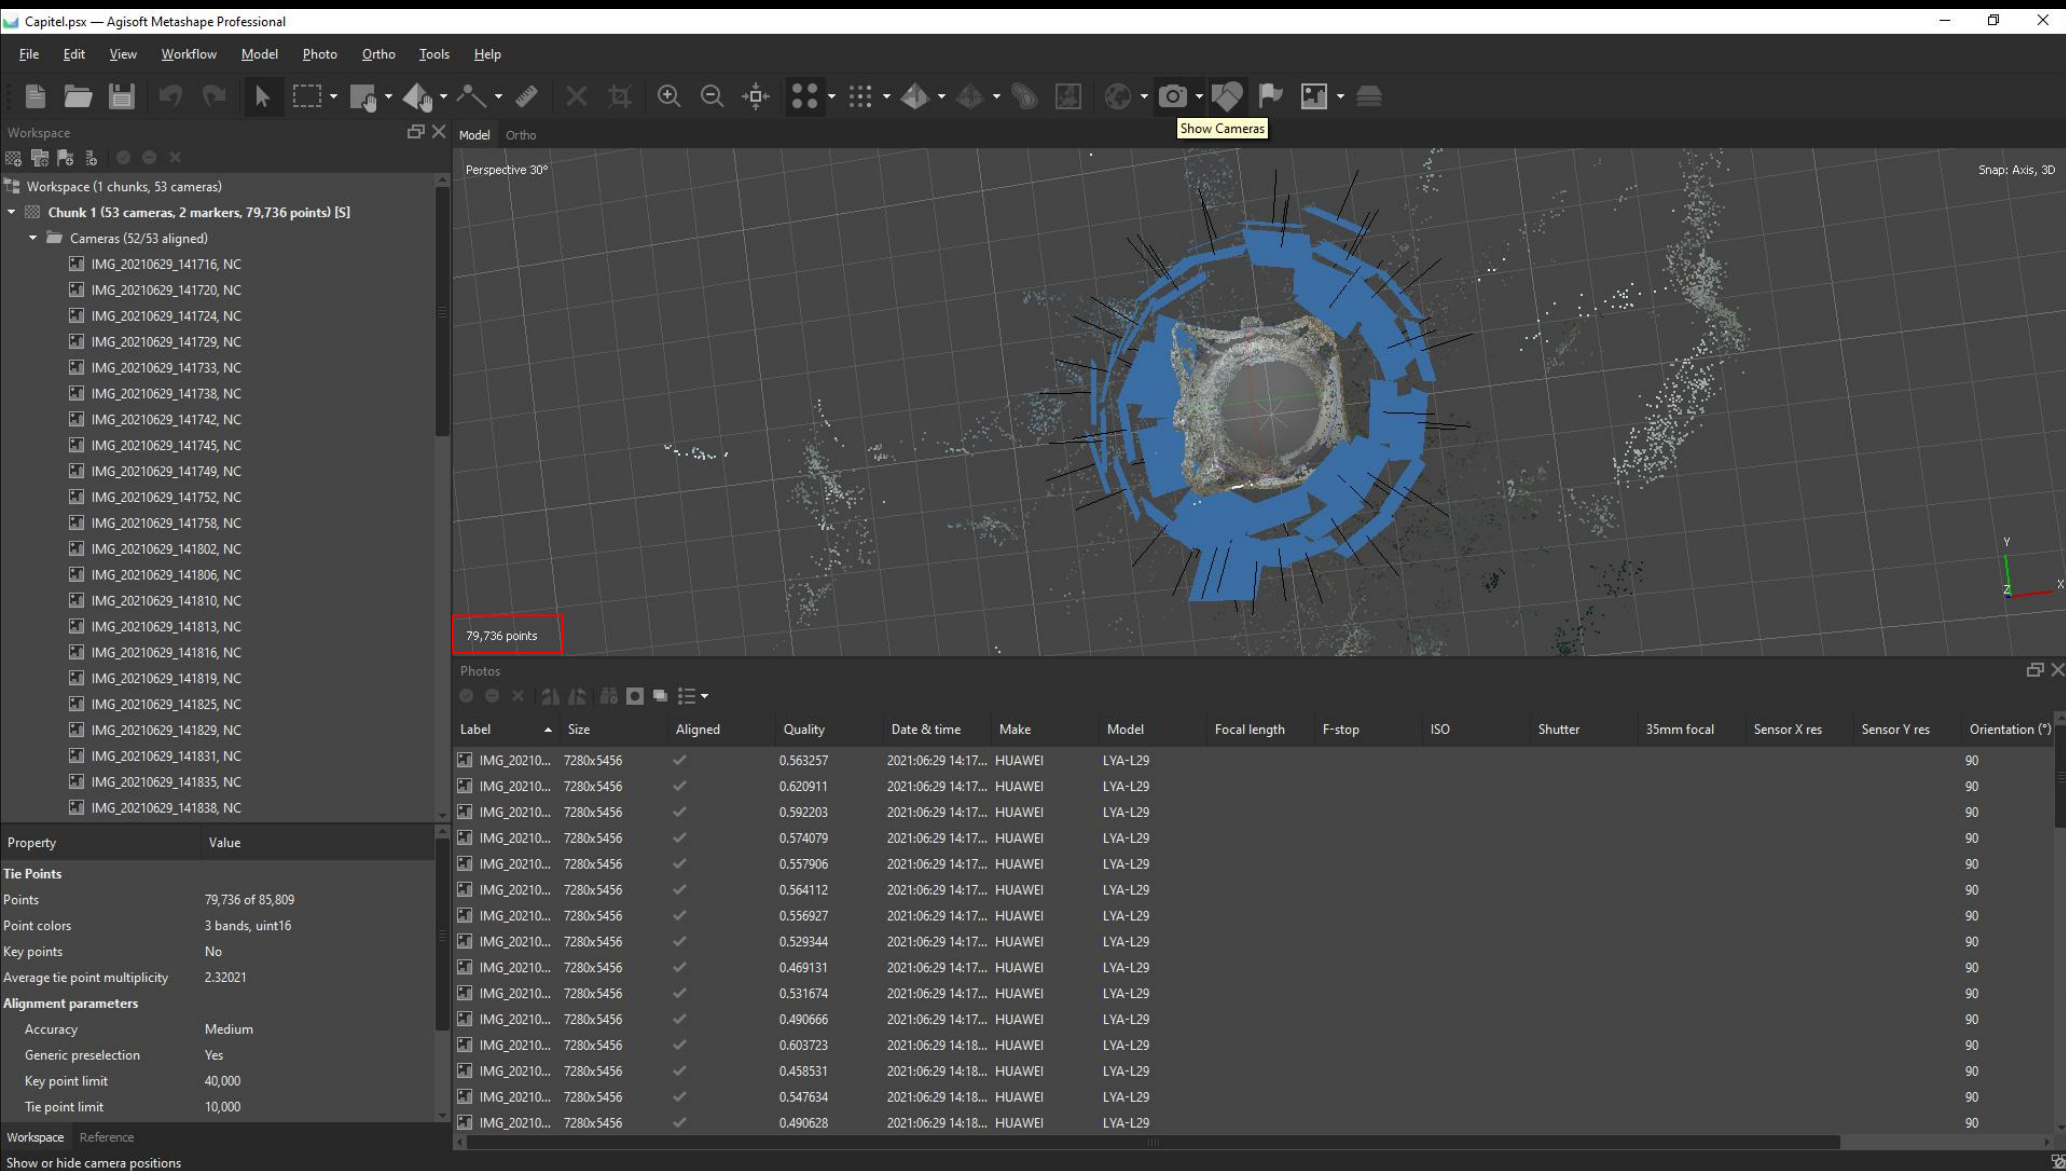 Capitel.psx — Agisoft Metashape Professional
File Edit View Workflow Model Photo Ortho Tools Help
Workspace
Model Ortho
Show Cameras
Perspective 30°
Snap: Axis, 3D
Workspace (1 chunks, 53 cameras)
Chunk 1 (53 cameras, 2 markers, 79,736 points) [S]
Cameras (52/53 aligned)
IMG_20210629_141716, NC
IMG_20210629_141720, NC
IMG_20210629_141724, NC
IMG_20210629_141729, NC
IMG_20210629_141733, NC
IMG_20210629_141738, NC
IMG_20210629_141742, NC
IMG_20210629_141745, NC
IMG_20210629_141749, NC
IMG_20210629_141752, NC
IMG_20210629_141758, NC
IMG_20210629_141802, NC
IMG_20210629_141806, NC
IMG_20210629_141810, NC
IMG_20210629_141813, NC
IMG_20210629_141816, NC
IMG_20210629_141819, NC
IMG_20210629_141825, NC
IMG_20210629_141829, NC
IMG_20210629_141831, NC
IMG_20210629_141835, NC
IMG_20210629_141838, NC
Y
X
Z
79,736 points
Property Value
Tie Points
Points 79,736 of 85,809
Point colors 3 bands, uint16
Key points No
Average tie point multiplicity 2.32021
Alignment parameters
Accuracy Medium
Generic preselection Yes
Key point limit 40,000
Tie point limit 10,000
Workspace Reference
Show or hide camera positions
Photos
Label Size Aligned Quality Date & time Make Model Focal length F-stop ISO Shutter 35mm focal Sensor X res Sensor Y res Orientation (°)
IMG_20210... 7280x5456 0.563257 2021:06:29 14:17... HUAWEI LYA-L29 90
IMG_20210... 7280x5456 0.620911 2021:06:29 14:17... HUAWEI LYA-L29 90
IMG_20210... 7280x5456 0.592203 2021:06:29 14:17... HUAWEI LYA-L29 90
IMG_20210... 7280x5456 0.574079 2021:06:29 14:17... HUAWEI LYA-L29 90
IMG_20210... 7280x5456 0.557906 2021:06:29 14:17... HUAWEI LYA-L29 90
IMG_20210... 7280x5456 0.564112 2021:06:29 14:17... HUAWEI LYA-L29 90
IMG_20210... 7280x5456 0.556927 2021:06:29 14:17... HUAWEI LYA-L29 90
IMG_20210... 7280x5456 0.529344 2021:06:29 14:17... HUAWEI LYA-L29 90
IMG_20210... 7280x5456 0.469131 2021:06:29 14:17... HUAWEI LYA-L29 90
IMG_20210... 7280x5456 0.531674 2021:06:29 14:17... HUAWEI LYA-L29 90
IMG_20210... 7280x5456 0.490666 2021:06:29 14:17... HUAWEI LYA-L29 90
IMG_20210... 7280x5456 0.603723 2021:06:29 14:18... HUAWEI LYA-L29 90
IMG_20210... 7280x5456 0.458531 2021:06:29 14:18... HUAWEI LYA-L29 90
IMG_20210... 7280x5456 0.547634 2021:06:29 14:18... HUAWEI LYA-L29 90
IMG_20210... 7280x5456 0.490628 2021:06:29 14:18... HUAWEI LYA-L29 90